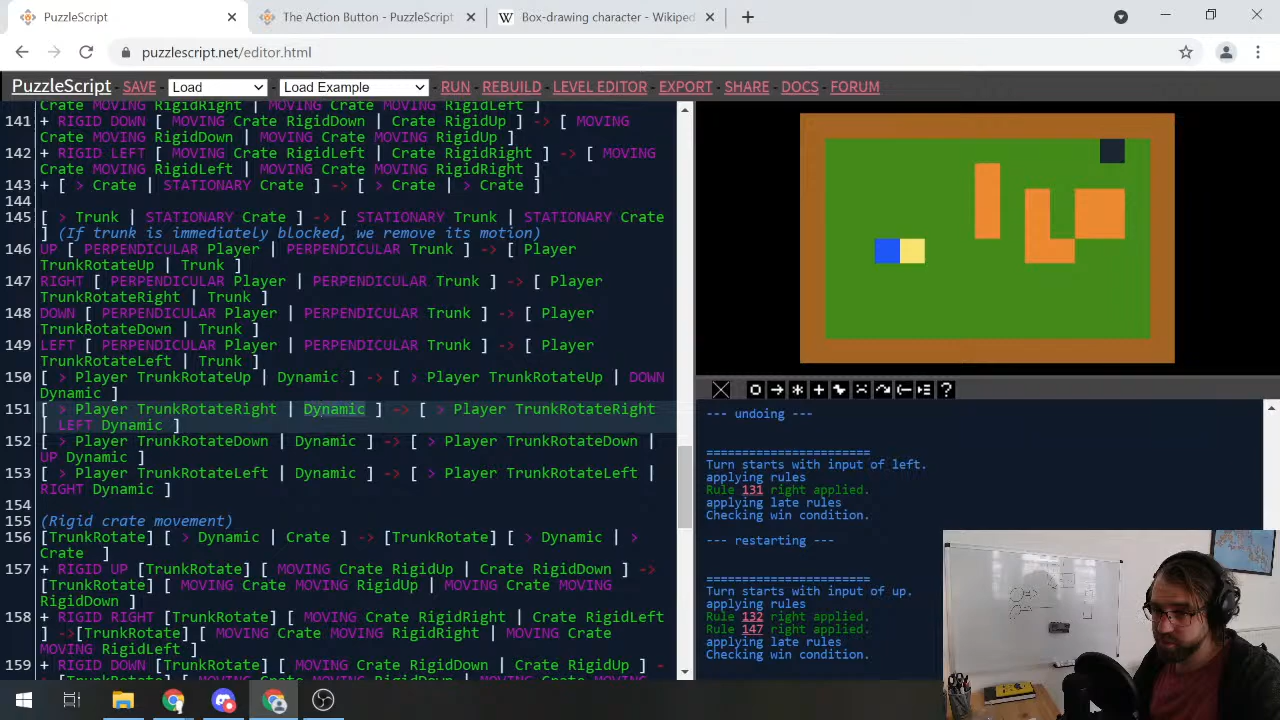 PuzzleScript
The Action Button - PuzzleScript
Box-drawing character - Wikiped
puzzlescript.net/editor.html
PuzzleScript SAVE Load Load Example RUN REBUILD LEVEL EDITOR EXPORT SHARE DOCS FORUM
Crate MOVING RigidRight | MOVING Crate MOVING RigidLeft ]
141 + RIGID DOWN [ MOVING Crate RigidDown | Crate RigidUp ] -> [ MOVING
Crate MOVING RigidDown | MOVING Crate MOVING RigidUp ]
142 + RIGID LEFT [ MOVING Crate RigidLeft | Crate RigidRight ] -> [ MOVING
Crate MOVING RigidLeft | MOVING Crate MOVING RigidRight ]
143 + [ > Crate | STATIONARY Crate ] -> [ > Crate | > Crate ]
144
145 [ > Trunk | STATIONARY Crate ] -> [ STATIONARY Trunk | STATIONARY Crate
] (If trunk is immediately blocked, we remove its motion)
146 UP [ PERPENDICULAR Player | PERPENDICULAR Trunk ] -> [ Player
TrunkRotateUp | Trunk ]
147 RIGHT [ PERPENDICULAR Player | PERPENDICULAR Trunk ] -> [ Player
TrunkRotateRight | Trunk ]
148 DOWN [ PERPENDICULAR Player | PERPENDICULAR Trunk ] -> [ Player
TrunkRotateDown | Trunk ]
149 LEFT [ PERPENDICULAR Player | PERPENDICULAR Trunk ] -> [ Player
TrunkRotateLeft | Trunk ]
150 [ > Player TrunkRotateUp | Dynamic ] -> [ > Player TrunkRotateUp | DOWN
Dynamic ]
151 [ > Player TrunkRotateRight | Dynamic ] -> [ > Player TrunkRotateRight
| LEFT Dynamic ]
152 [ > Player TrunkRotateDown | Dynamic ] -> [ > Player TrunkRotateDown |
UP Dynamic ]
153 [ > Player TrunkRotateLeft | Dynamic ] -> [ > Player TrunkRotateLeft |
RIGHT Dynamic ]
154
155 (Rigid crate movement)
156 [TrunkRotate] [ > Dynamic | Crate ] -> [TrunkRotate] [ > Dynamic | >
Crate ]
157 + RIGID UP [TrunkRotate] [ MOVING Crate RigidUp | Crate RigidDown ] ->
[TrunkRotate] [ MOVING Crate MOVING RigidUp | MOVING Crate MOVING
RigidDown ]
158 + RIGID RIGHT [TrunkRotate] [ MOVING Crate RigidRight | Crate RigidLeft
] ->[TrunkRotate] [ MOVING Crate MOVING RigidRight | MOVING Crate
MOVING RigidLeft ]
159 + RIGID DOWN [TrunkRotate] [ MOVING Crate RigidDown | Crate RigidUp ] -
--- undoing ---
=======================
Turn starts with input of left.
applying rules
Rule 131 right applied.
applying late rules
Checking win condition.
--- restarting ---
=======================
Turn starts with input of up.
applying rules
Rule 132 right applied.
Rule 147 right applied.
applying late rules
Checking win condition.